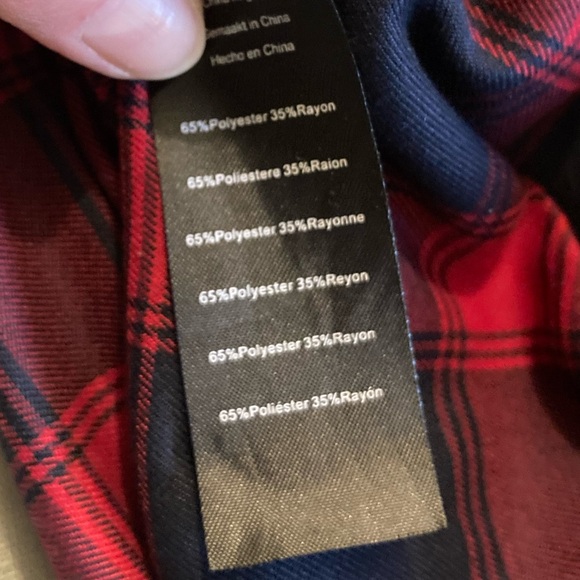 Gemaakt in China
Hecho en China
65%Polyester 35%Rayon
65%Poliestere 35%Raion
65%Polyester 35%Rayonne
65%Polyester 35%Reyon
65%Polyester 35%Rayon
65%Poliéster 35%Rayón